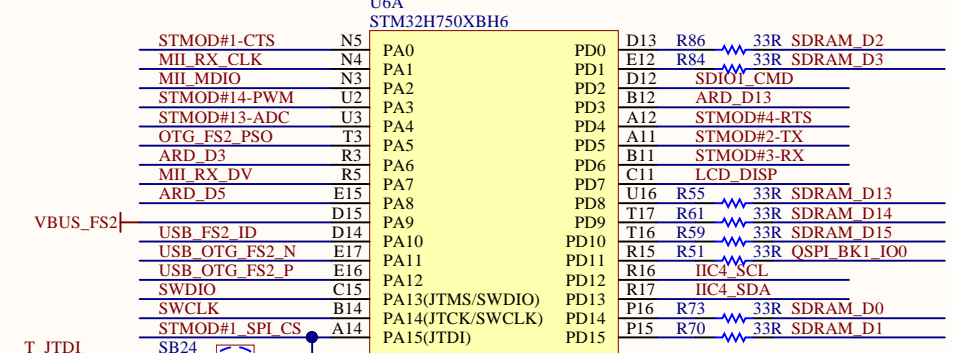 U6A
STM32H750XBH6
STMOD#1-CTS N5 PA0 PD0 D13 R86 33R SDRAM_D2
MII_RX_CLK N4 PA1 PD1 E12 R84 33R SDRAM_D3
MII_MDIO N3 PA2 PD2 D12 SDIO1_CMD
STMOD#14-PWM U2 PA3 PD3 B12 ARD_D13
STMOD#13-ADC U3 PA4 PD4 A12 STMOD#4-RTS
OTG_FS2_PSO T3 PA5 PD5 A11 STMOD#2-TX
ARD_D3 R3 PA6 PD6 B11 STMOD#3-RX
MII_RX_DV R5 PA7 PD7 C11 LCD_DISP
ARD_D5 E15 PA8 PD8 U16 R55 33R SDRAM_D13
VBUS_FS2 D15 PA9 PD9 T17 R61 33R SDRAM_D14
USB_FS2_ID D14 PA10 PD10 T16 R59 33R SDRAM_D15
USB_OTG_FS2_N E17 PA11 PD11 R15 R51 33R QSPI_BK1_IO0
USB_OTG_FS2_P E16 PA12 PD12 R16 IIC4_SCL
SWDIO C15 PA13(JTMS/SWDIO) PD13 R17 IIC4_SDA
SWCLK B14 PA14(JTCK/SWCLK) PD14 P16 R73 33R SDRAM_D0
STMOD#1_SPI_CS A14 PA15(JTDI) PD15 P15 R70 33R SDRAM_D1
T_JTDI SB24